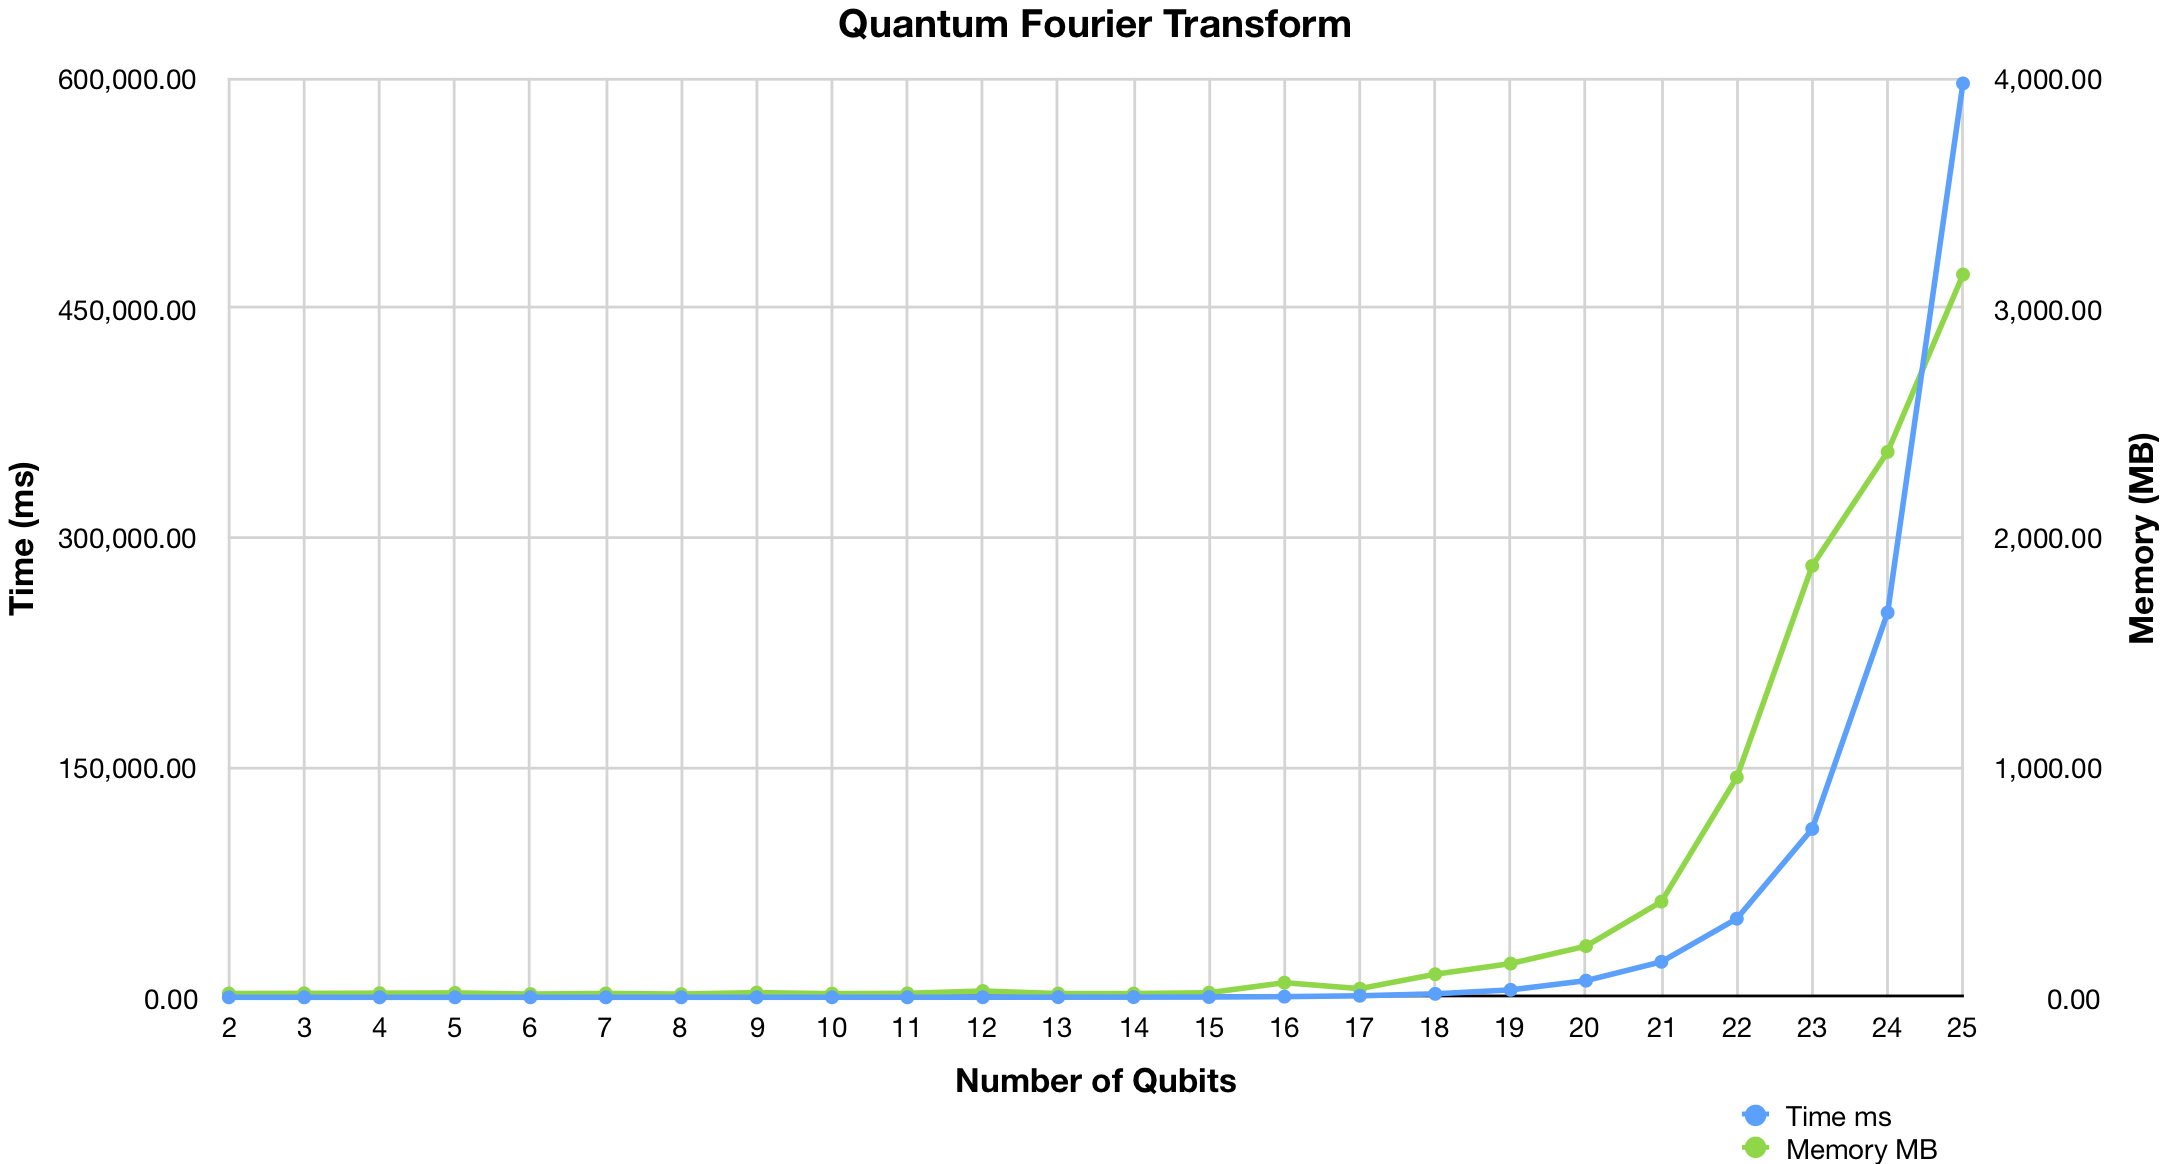 Quantum Fourier Transform
600,000.00
450,000.00
300,000.00
150,000.00
0.00
Time (ms)
4,000.00
3,000.00
2,000.00
1,000.00
0.00
Memory (MB)
2 3 4 5 6 7 8 9 10 11 12 13 14 15 16 17 18 19 20 21 22 23 24 25
Number of Qubits
Time ms
Memory MB